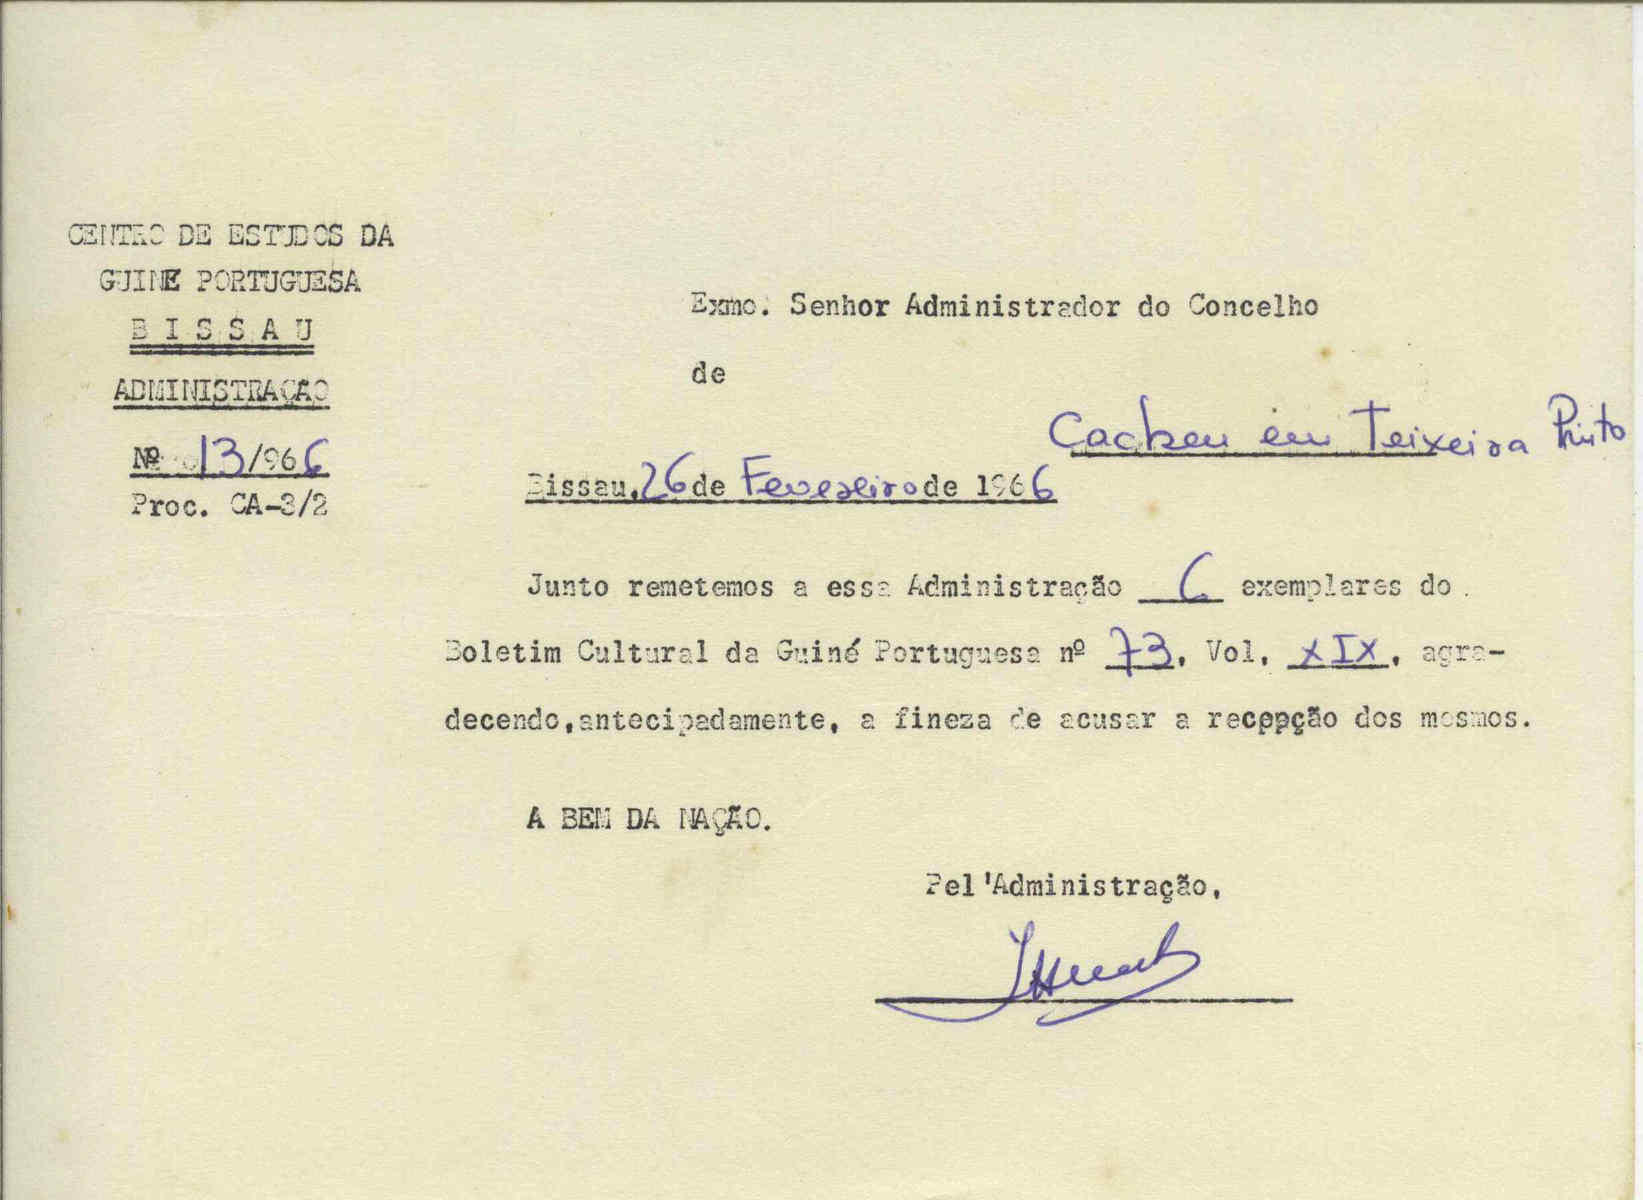 CENTRO DE ESTUDOS DA
GUINE PORTUGUESA
B I S S A U
ADMINISTRAÇÃO
Nº 13/966
Proc. CA-3/2
Exmo. Senhor Administrador do Concelho
de
Cacheu em Teixeira Pinto
Bissau, 26 de Fevereiro de 1966
Junto remetemos a essa Administração 6 exemplares do
Boletim Cultural da Guiné Portuguesa nº 73, Vol. XIX, agra-
decendo, antecipadamente, a fineza de acusar a recepção dos mesmos.
A BEM DA NAÇÃO.
Pel'Administração,